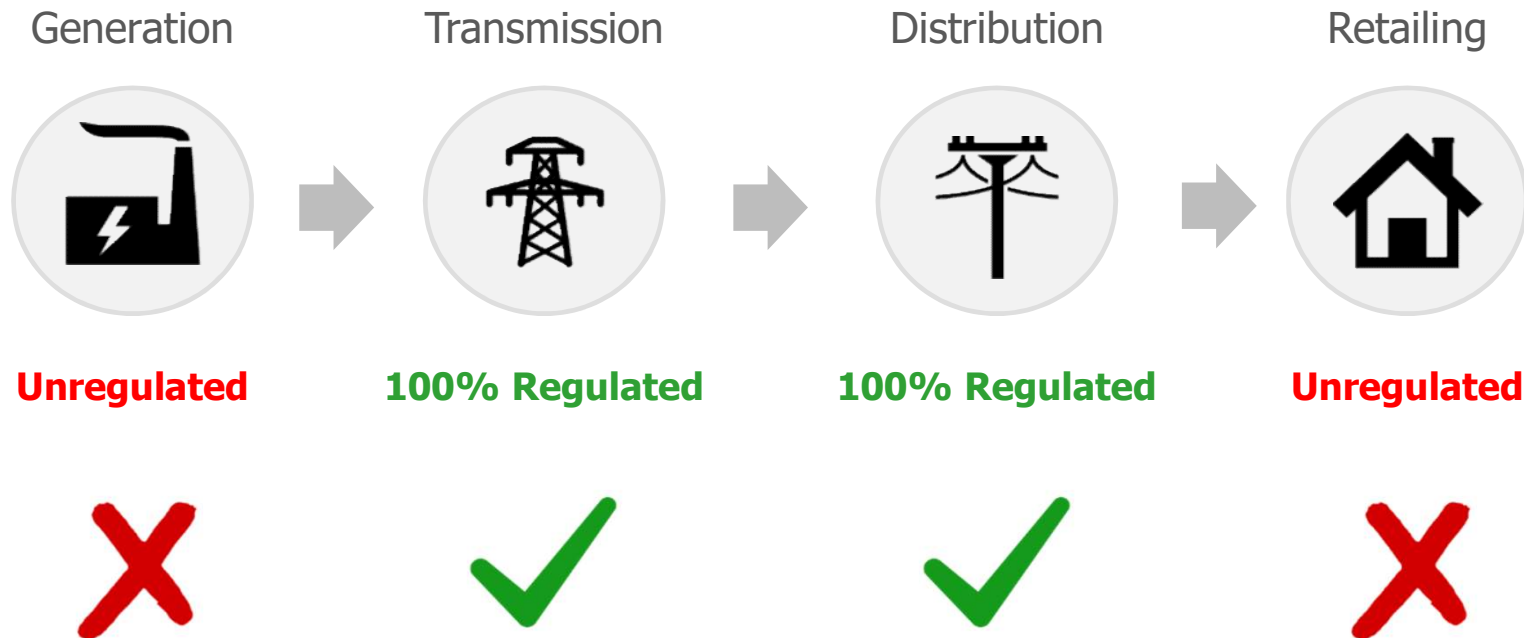 Generation
Transmission
Distribution
Retailing
Unregulated
100% Regulated
100% Regulated
Unregulated